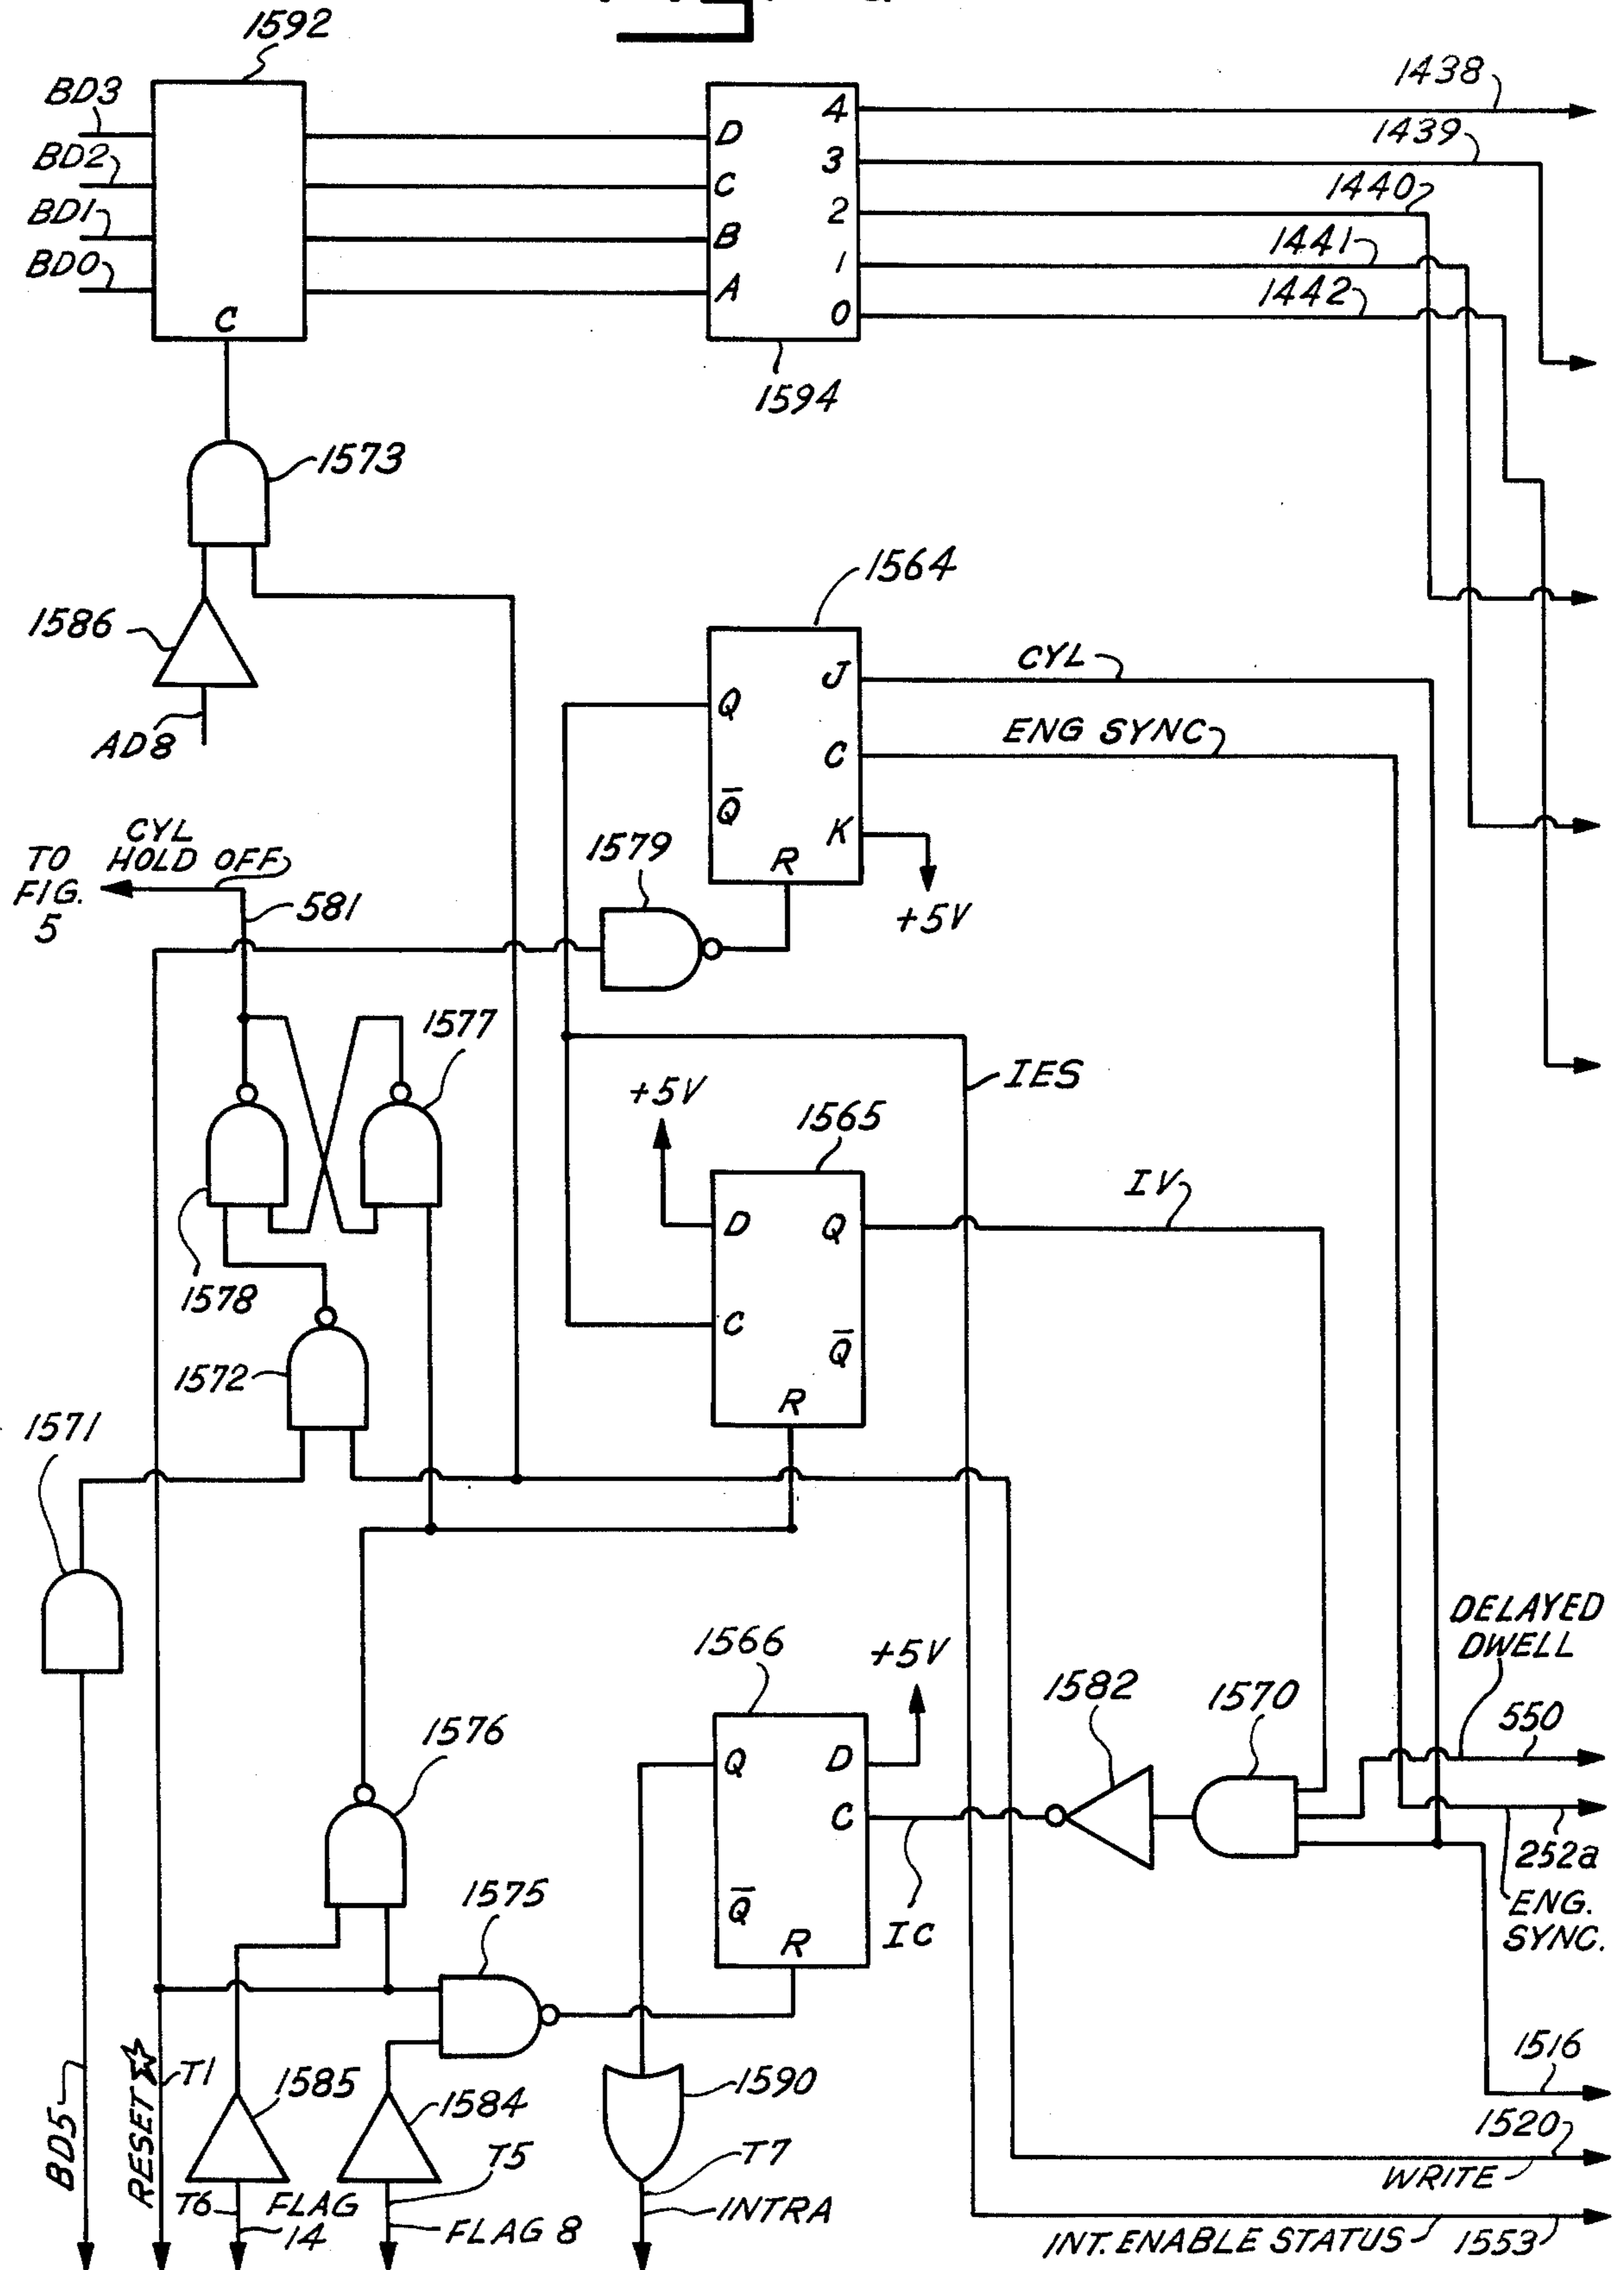 1592
BD3
BD2
BD1
BD0
C
D
C
B
A
4
3
2
1
0
1594
1438
1439
1440
1441
1442
1573
1586
AD8
1564
Q
Q̅
J
C
K
R
CYL
ENG SYNC
+5V
1579
CYL
HOLD OFF
TO
FIG.
5
581
1577
1578
1572
1571
IES
+5V
1565
D
C
Q
Q̅
R
IV
1566
+5V
Q
D
C
Q̅
R
IC
1582
1570
DELAYED
DWELL
550
252a
ENG.
SYNC.
1576
1575
1585
1584
1590
BD5
RESET ☆
T1
T6
FLAG
14
T5
FLAG 8
T7
INTRA
1516
1520
WRITE
INT. ENABLE STATUS
1553